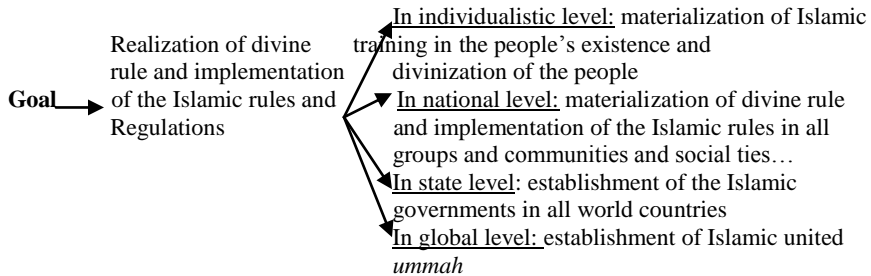 Goal
Realization of divine
rule and implementation
of the Islamic rules and
Regulations
In individualistic level: materialization of Islamic
training in the people’s existence and
divinization of the people
In national level: materialization of divine rule
and implementation of the Islamic rules in all
groups and communities and social ties…
In state level: establishment of the Islamic
governments in all world countries
In global level: establishment of Islamic united
ummah